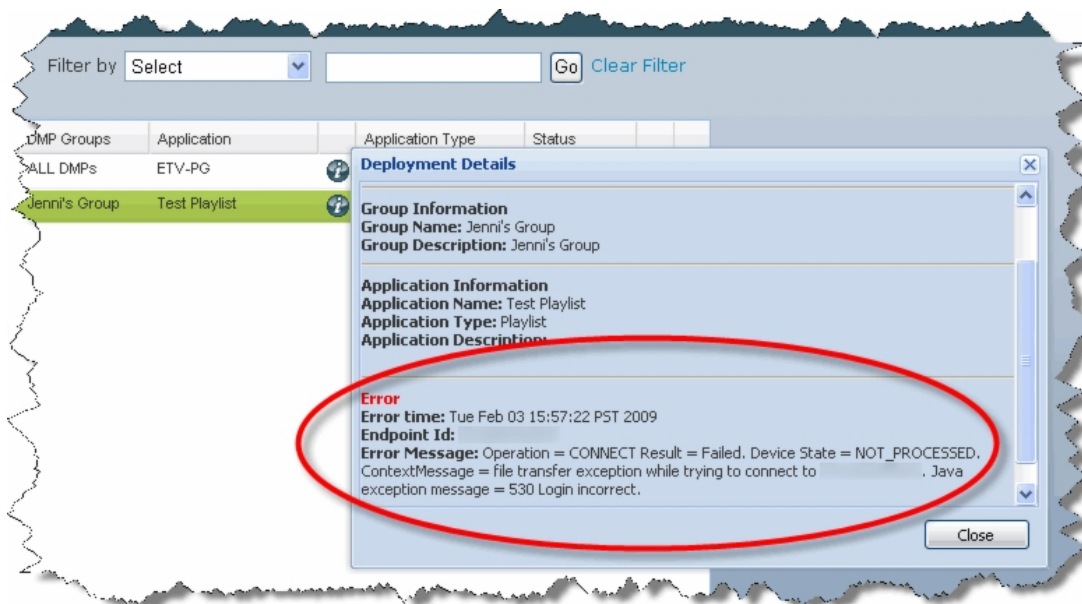 Filter by Select Go Clear Filter
DMP Groups Application Application Type Status
ALL DMPs ETV-PG
Jenni's Group Test Playlist
Deployment Details
Group Information
Group Name: Jenni's Group
Group Description: Jenni's Group
Application Information
Application Name: Test Playlist
Application Type: Playlist
Application Description:
Error
Error time: Tue Feb 03 15:57:22 PST 2009
Endpoint Id:
Error Message: Operation = CONNECT Result = Failed. Device State = NOT_PROCESSED.
ContextMessage = file transfer exception while trying to connect to . Java
exception message = 530 Login incorrect.
Close